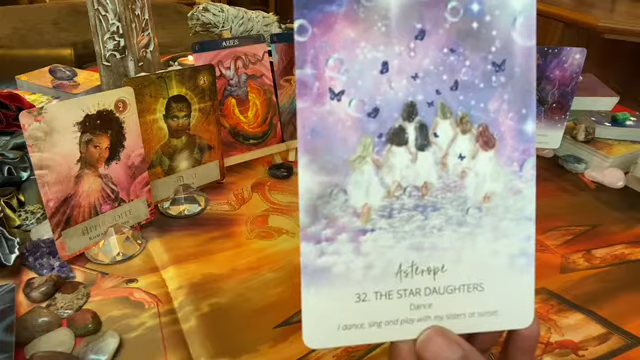 ARIES
Asterope
32. THE STAR DAUGHTERS
Dance
I dance, sing and play with my sisters at sunset